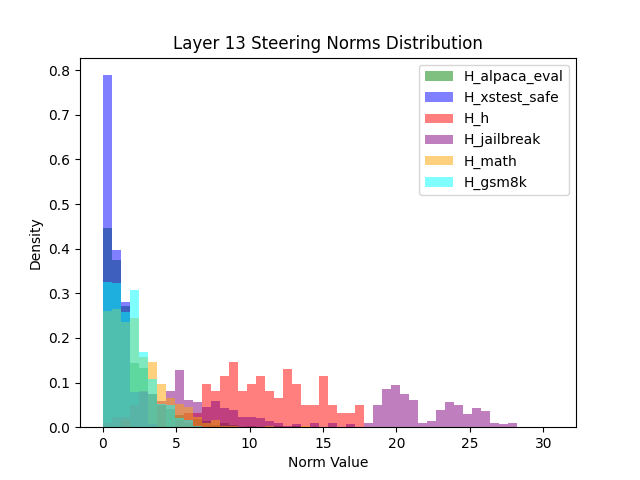 Layer 13 Steering Norms Distribution
0.8
0.7
0.6
0.5
0.4
0.3
0.2
0.1
0.0
Density
H_alpaca_eval
H_xstest_safe
H_h
H_jailbreak
H_math
H_gsm8k
0 5 10 15 20 25 30
Norm Value